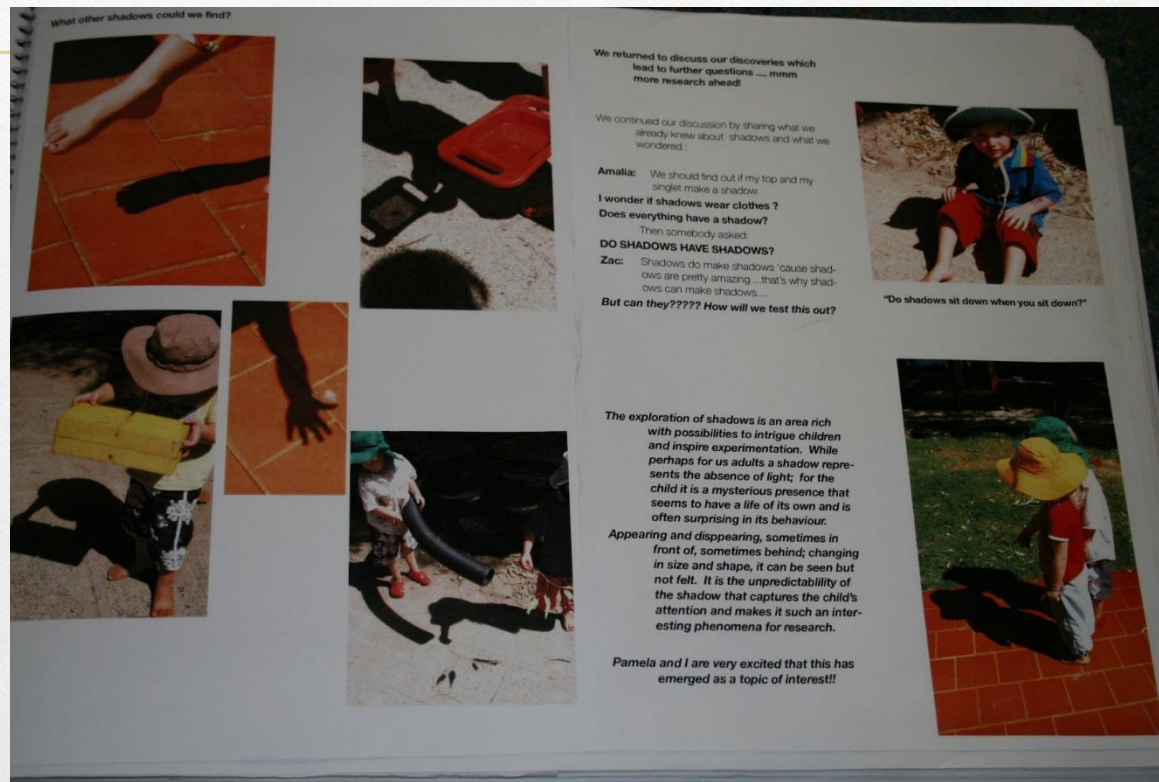 What other shadows could we find?
We returned to discuss our discoveries which
lead to further questions .... mmm
more research ahead!
We continued our discussion by sharing what we
already knew about shadows and what we
wondered :
Amalia: We should find out if my top and my
singlet make a shadow.
I wonder if shadows wear clothes ?
Does everything have a shadow?
Then somebody asked:
DO SHADOWS HAVE SHADOWS?
Zac: Shadows do make shadows 'cause shad-
ows are pretty amazing ...that's why shad-
ows can make shadows....
But can they????? How will we test this out?
"Do shadows sit down when you sit down?"
The exploration of shadows is an area rich
with possibilities to intrigue children
and inspire experimentation. While
perhaps for us adults a shadow repre-
sents the absence of light; for the
child it is a mysterious presence that
seems to have a life of its own and is
often surprising in its behaviour.
Appearing and disppearing, sometimes in
front of, sometimes behind; changing
in size and shape, it can be seen but
not felt. It is the unpredictablility of
the shadow that captures the child's
attention and makes it such an inter-
esting phenomena for research.
Pamela and I are very excited that this has
emerged as a topic of interest!!